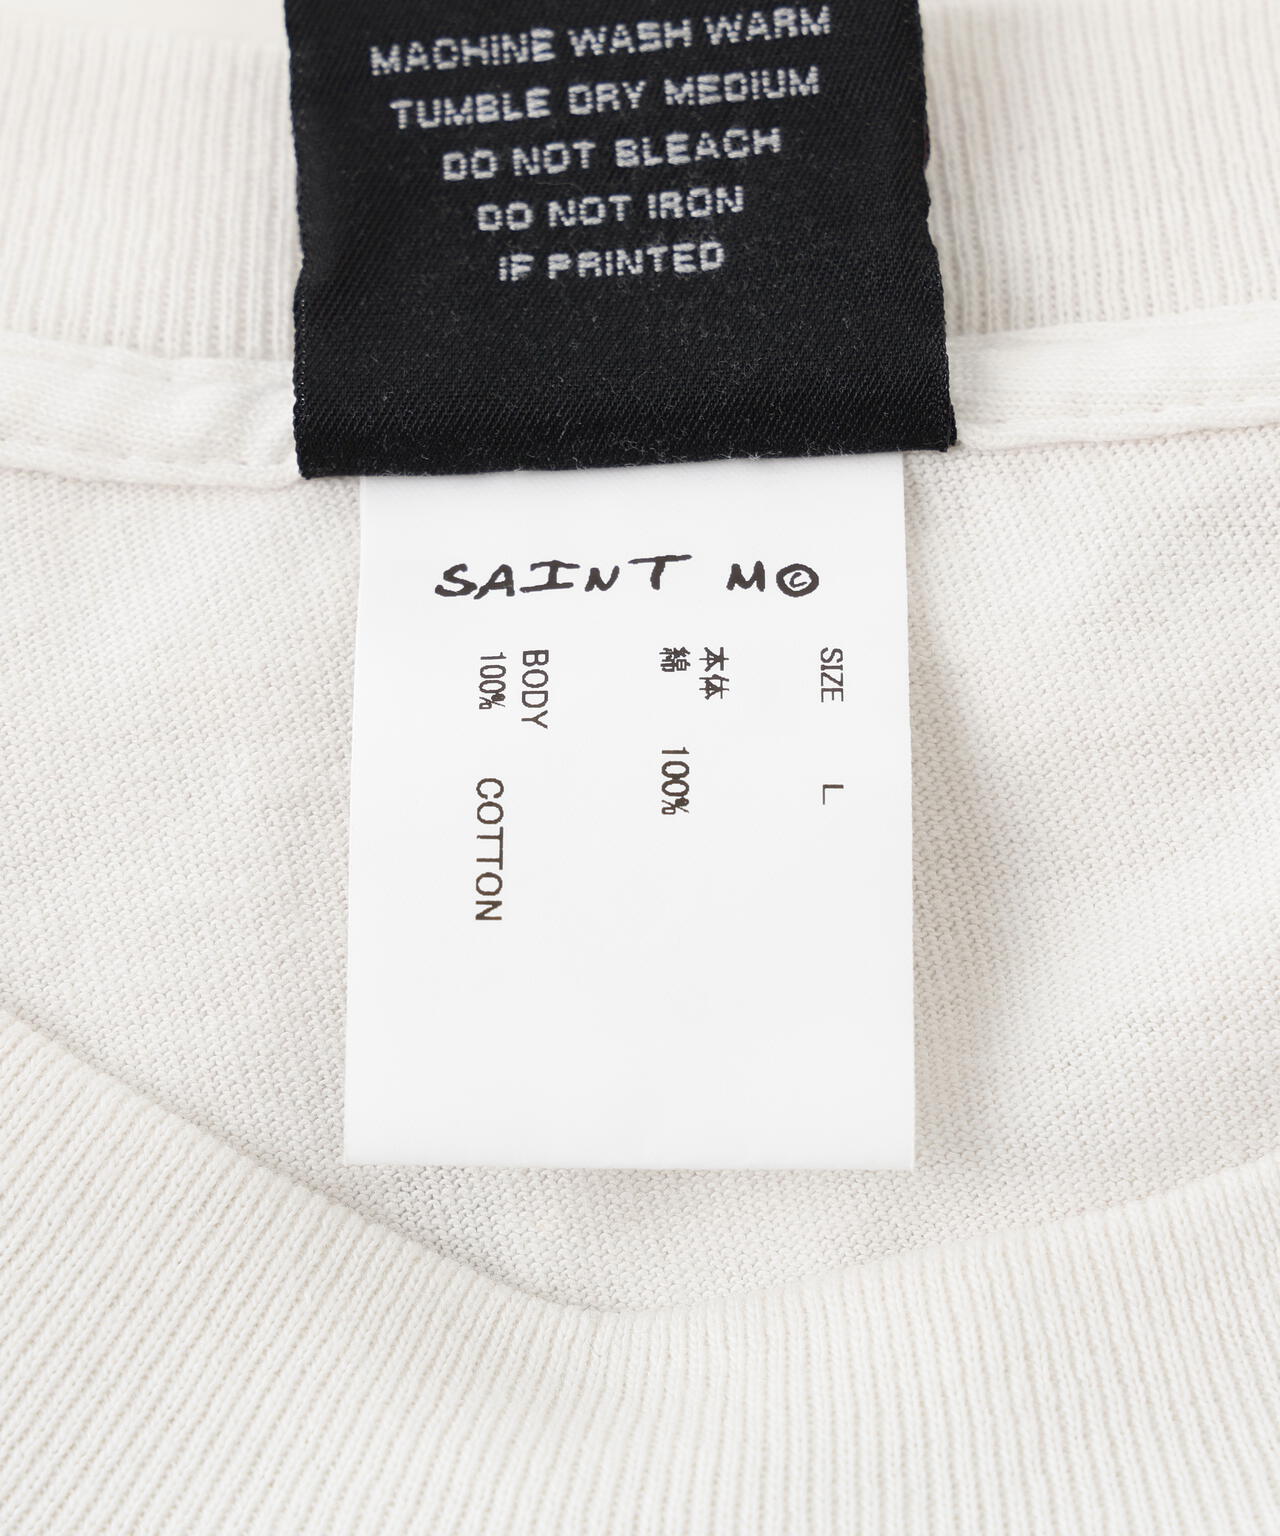 MACHINE WASH WARM
TUMBLE DRY MEDIUM
DO NOT BLEACH
DO NOT IRON
IF PRINTED
SAINT M©
SIZE L
本体
綿 100%
BODY
100% COTTON